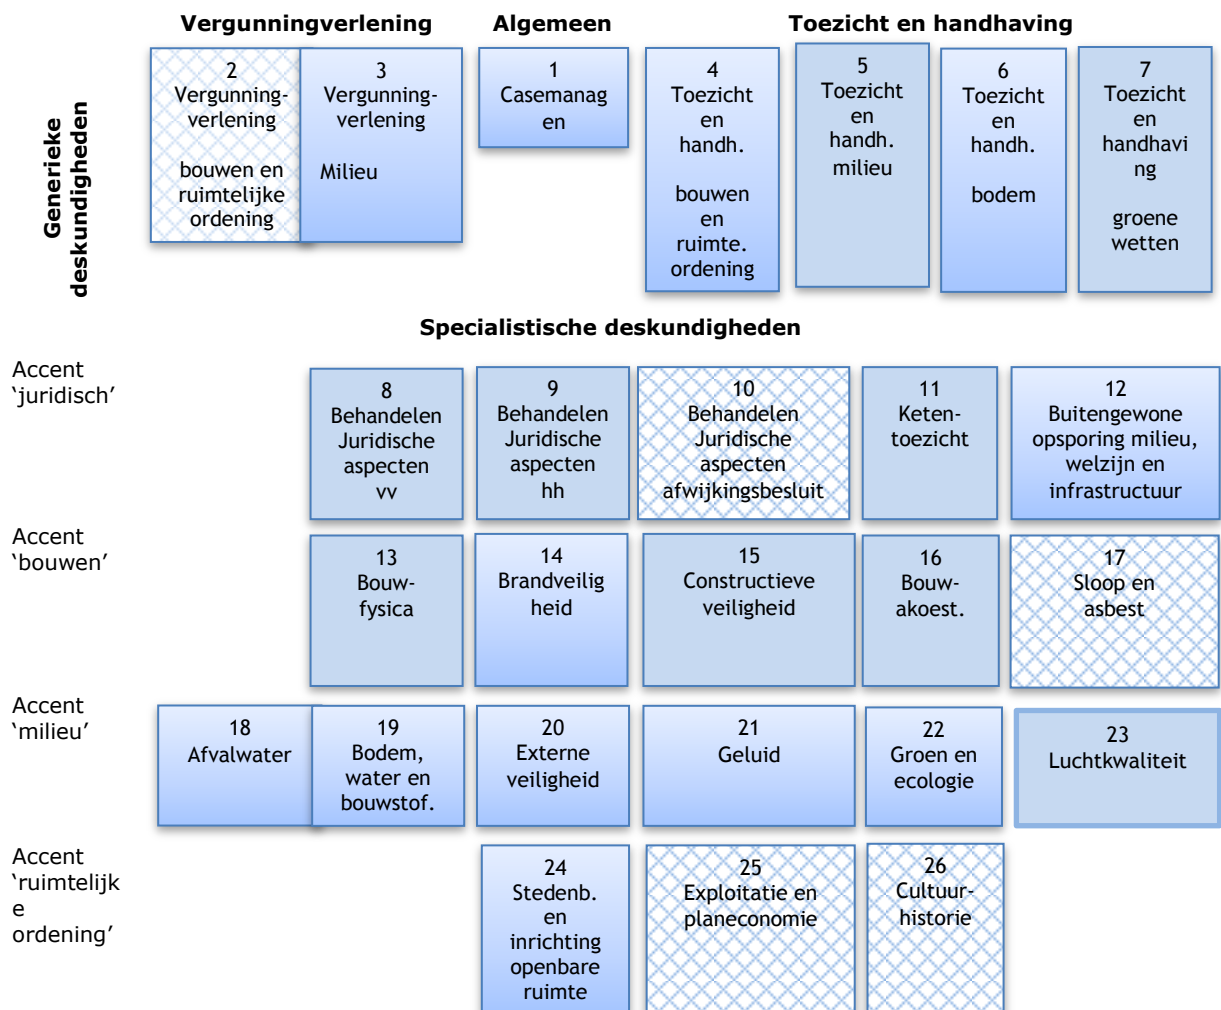 Vergunningverlening
Algemeen
Toezicht en handhaving
Generieke
deskundigheden
2
Vergunning-
verlening
bouwen en
ruimtelijke
ordening
3
Vergunning-
verlening
Milieu
1
Casemanag
en
4
Toezicht
en
handh.
bouwen
en
ruimte.
ordening
5
Toezicht
en
handh.
milieu
6
Toezicht
en
handh.
bodem
7
Toezicht
en
handhavi
ng
groene
wetten
Specialistische deskundigheden
Accent
‘juridisch’
8
Behandelen
Juridische
aspecten
vv
9
Behandelen
Juridische
aspecten
hh
10
Behandelen
Juridische
aspecten
afwijkingsbesluit
11
Keten-
toezicht
12
Buitengewone
opsporing milieu,
welzijn en
infrastructuur
Accent
‘bouwen’
13
Bouw-
fysica
14
Brandveilig
heid
15
Constructieve
veiligheid
16
Bouw-
akoest.
17
Sloop en
asbest
Accent
‘milieu’
18
Afvalwater
19
Bodem,
water en
bouwstof.
20
Externe
veiligheid
21
Geluid
22
Groen en
ecologie
23
Luchtkwaliteit
Accent
‘ruimtelijk
e
ordening’
24
Stedenb.
en
inrichting
openbare
ruimte
25
Exploitatie en
planeconomie
26
Cultuur-
historie